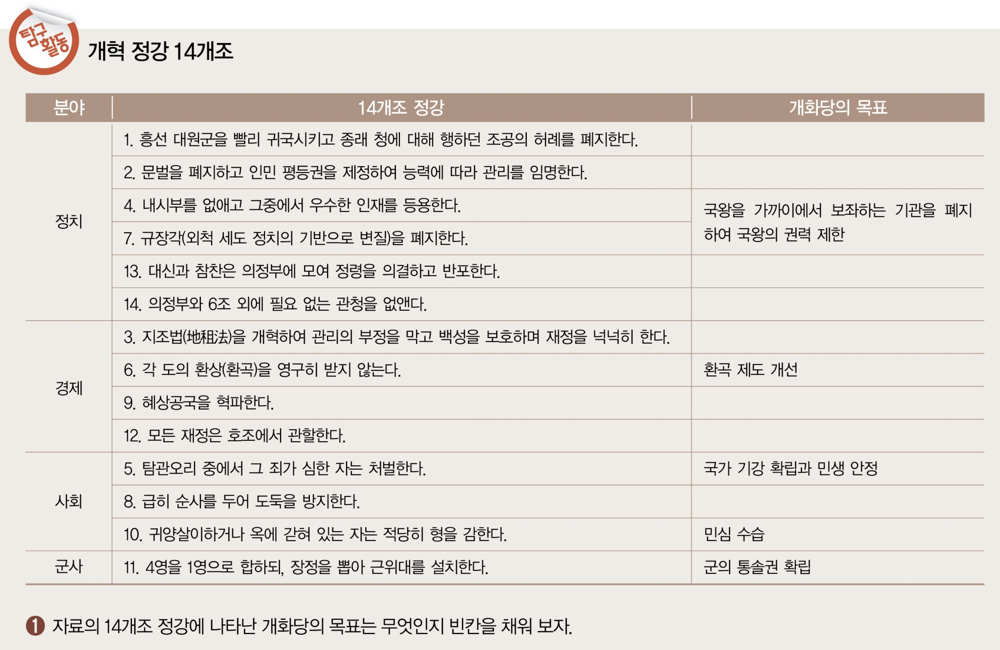 탐구
활동
개혁 정강 14개조
분야
14개조 정강
개화당의 목표
정치
1. 흥선 대원군을 빨리 귀국시키고 종래 청에 대해 행하던 조공의 허례를 폐지한다.
2. 문벌을 폐지하고 인민 평등권을 제정하여 능력에 따라 관리를 임명한다.
4. 내시부를 없애고 그중에서 우수한 인재를 등용한다.
7. 규장각(외척 세도 정치의 기반으로 변질)을 폐지한다.
국왕을 가까이에서 보좌하는 기관을 폐지
하여 국왕의 권력 제한
13. 대신과 참찬은 의정부에 모여 정령을 의결하고 반포한다.
14. 의정부와 6조 외에 필요 없는 관청을 없앤다.
경제
3. 지조법(地租法)을 개혁하여 관리의 부정을 막고 백성을 보호하며 재정을 넉넉히 한다.
6. 각 도의 환상(환곡)을 영구히 받지 않는다.
환곡 제도 개선
9. 혜상공국을 혁파한다.
12. 모든 재정은 호조에서 관할한다.
사회
5. 탐관오리 중에서 그 죄가 심한 자는 처벌한다.
국가 기강 확립과 민생 안정
8. 급히 순사를 두어 도둑을 방지한다.
10. 귀양살이하거나 옥에 갇혀 있는 자는 적당히 형을 감한다.
민심 수습
군사
11. 4영을 1영으로 합하되, 장정을 뽑아 근위대를 설치한다.
군의 통솔권 확립
1 자료의 14개조 정강에 나타난 개화당의 목표는 무엇인지 빈칸을 채워 보자.